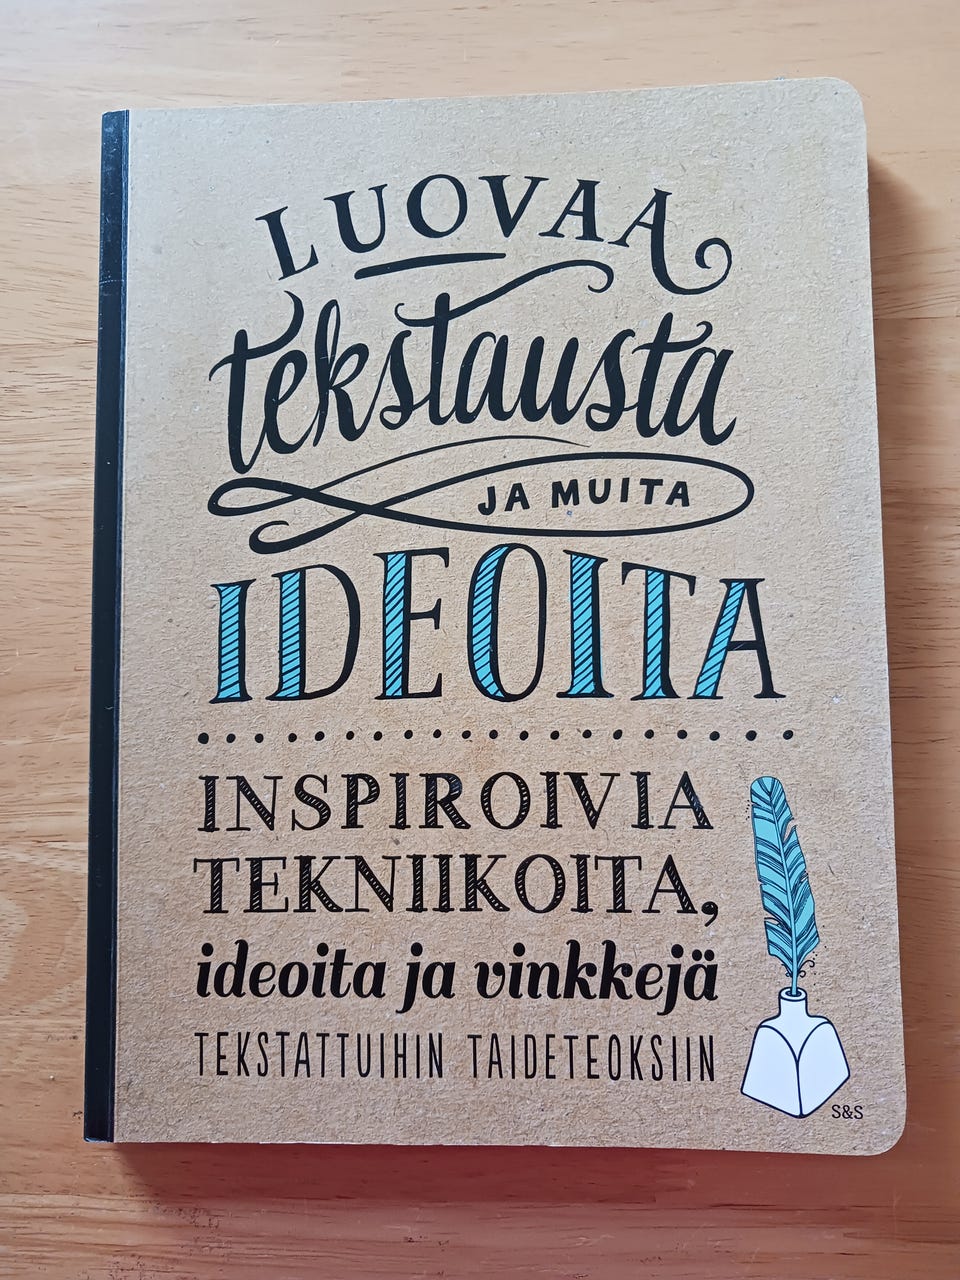 LUOVAA
tekstausta
JA MUITA
IDEOITA
INSPIROIVIA
TEKNIIKOITA,
ideoita ja vinkkejä
TEKSTATTUIHIN TAIDETEOKSIIN
S&S